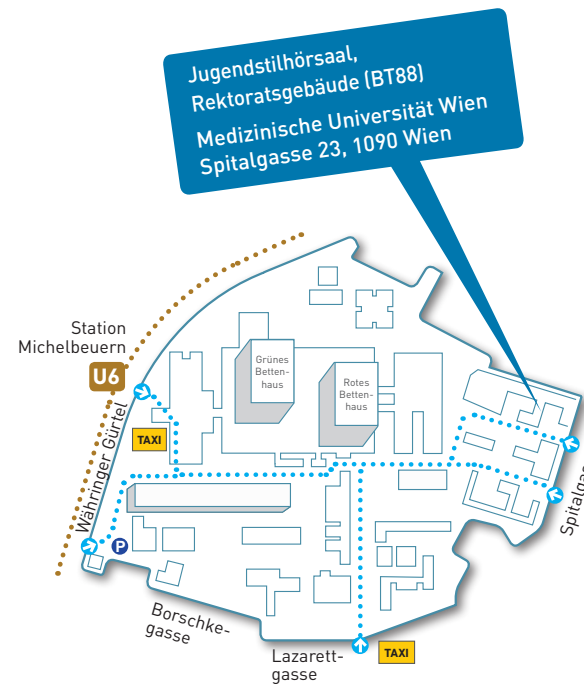 Jugendstilhörsaal,
Rektoratsgebäude (BT88)
Medizinische Universität Wien
Spitalgasse 23, 1090 Wien
Station
Michelbeuern
U6
Grünes
Betten-
haus
Rotes
Betten-
haus
TAXI
Währinger Gürtel
Spitalgas
P
Borschke-
gasse
Lazarett-
gasse
TAXI